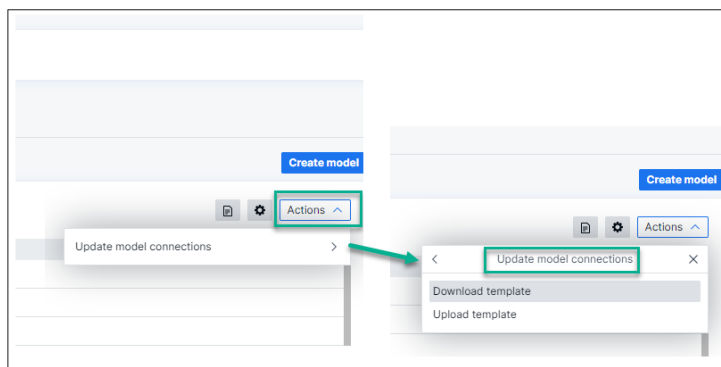 Create model
Actions
Update model connections
Create model
Actions
Update model connections
Download template
Upload template